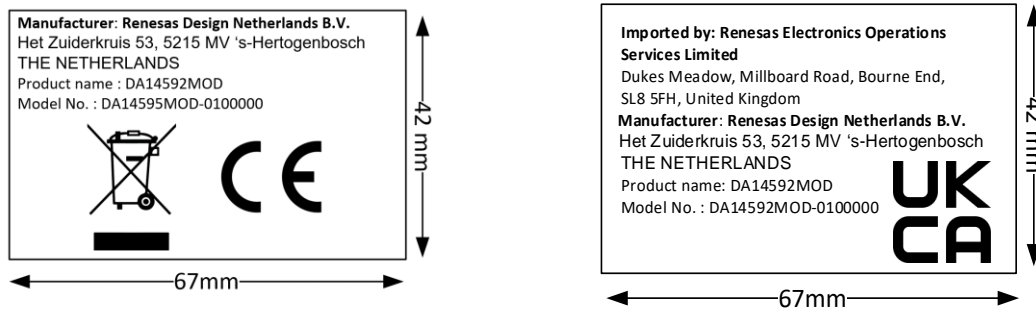 Manufacturer: Renesas Design Netherlands B.V.
Het Zuiderkruis 53, 5215 MV ‘s-Hertogenbosch
THE NETHERLANDS
Product name : DA14592MOD
Model No. : DA14595MOD-0100000
CE
42 mm
67mm
Imported by: Renesas Electronics Operations
Services Limited
Dukes Meadow, Millboard Road, Bourne End,
SL8 5FH, United Kingdom
Manufacturer: Renesas Design Netherlands B.V.
Het Zuiderkruis 53, 5215 MV ‘s-Hertogenbosch
THE NETHERLANDS
Product name: DA14592MOD
Model No. : DA14592MOD-0100000
UK
CA
42 mm
67mm